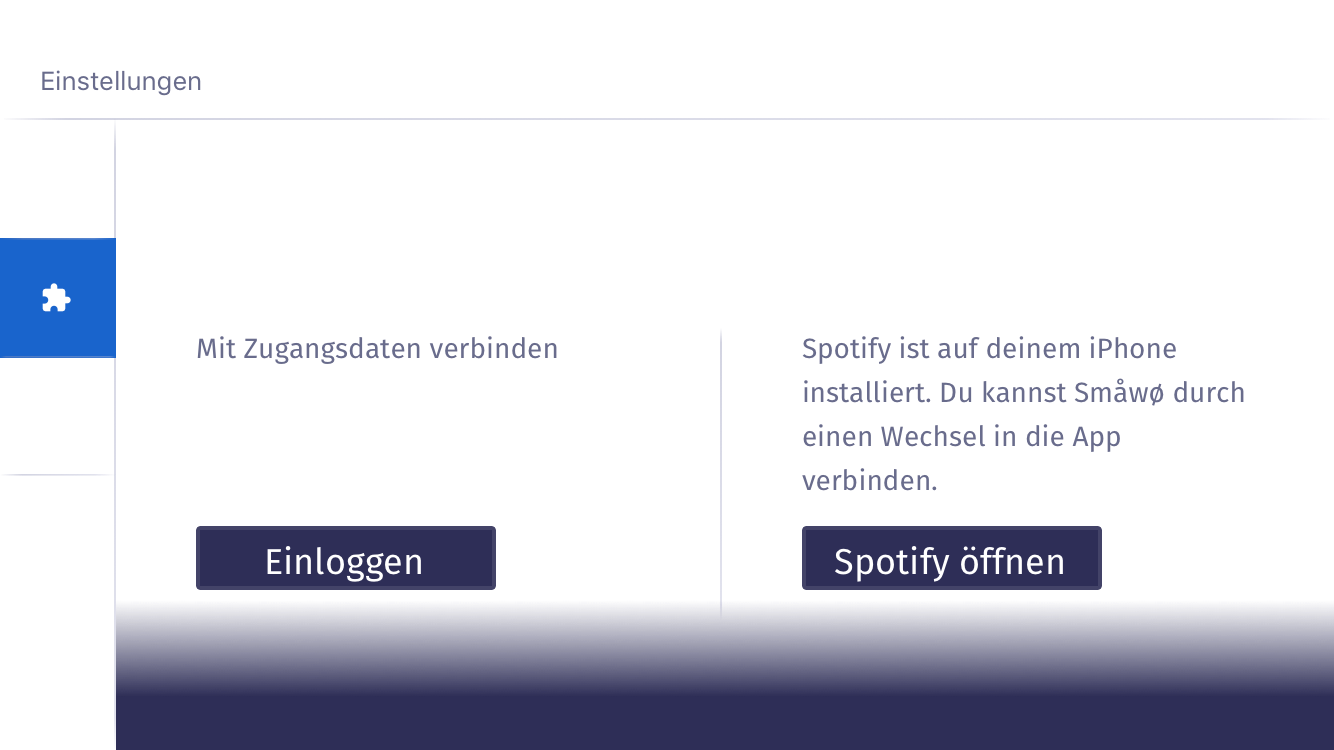 Einstellungen
Mit Zugangsdaten verbinden
Einloggen
Spotify ist auf deinem iPhone
installiert. Du kannst Småwø durch
einen Wechsel in die App
verbinden.
Spotify öffnen